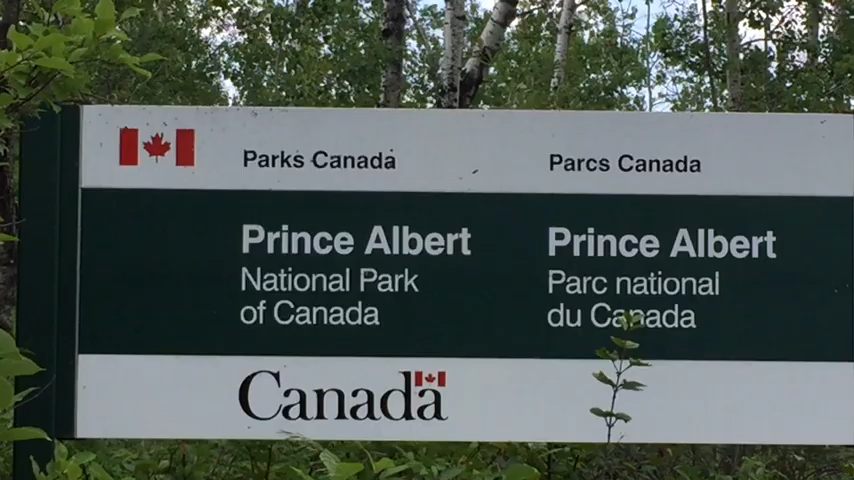 Parks Canada
Parcs Canada
Prince Albert
National Park
of Canada
Prince Albert
Parc national
du Canada
Canada